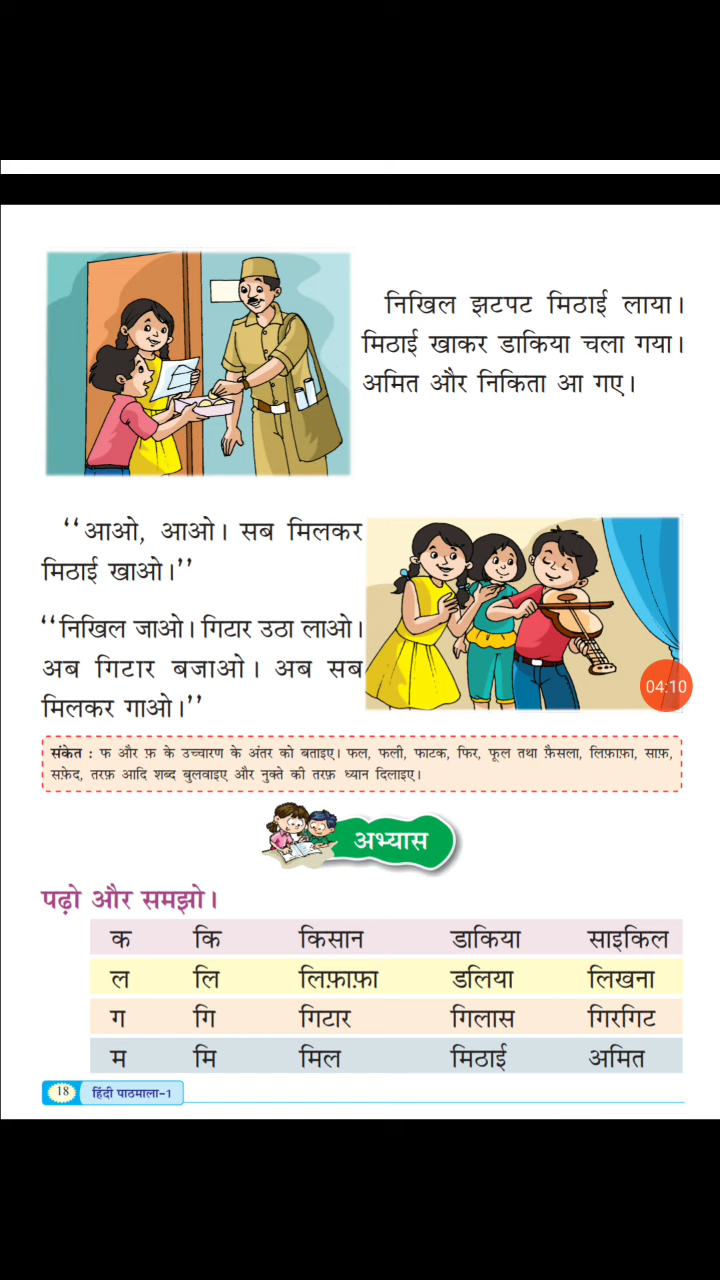 निखिल झटपट मिठाई लाया।
मिठाई खाकर डाकिया चला गया।
अमित और निकिता आ गए।
‘‘आओ, आओ। सब मिलकर
मिठाई खाओ।’’
‘‘निखिल जाओ। गिटार उठा लाओ।
अब गिटार बजाओ। अब सब
मिलकर गाओ।’’
04:10
संकेत : फ और फ़ के उच्चारण के अंतर को बताइए। फल, फली, फाटक, फिर, फूल तथा फ़ैसला, लिफ़ाफ़ा, साफ़,
सफ़ेद, तरफ़ आदि शब्द बुलवाइए और नुक्ते की तरफ़ ध्यान दिलाइए।
अभ्यास
पढ़ो और समझो।
क कि किसान डाकिया साइकिल
ल लि लिफ़ाफ़ा डलिया लिखना
ग गि गिटार गिलास गिरगिट
म मि मिल मिठाई अमित
18 हिंदी पाठमाला-1